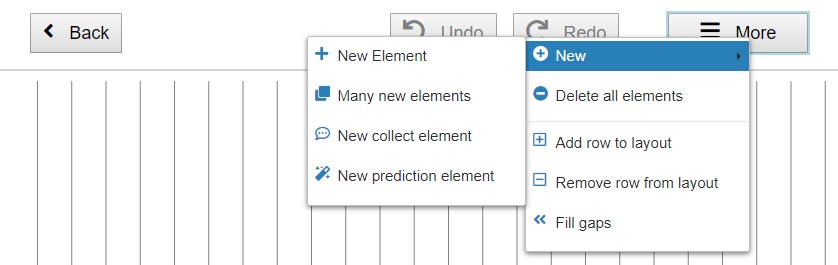 Back
Undo
Redo
More
New Element
Many new elements
New collect element
New prediction element
New
Delete all elements
Add row to layout
Remove row from layout
Fill gaps